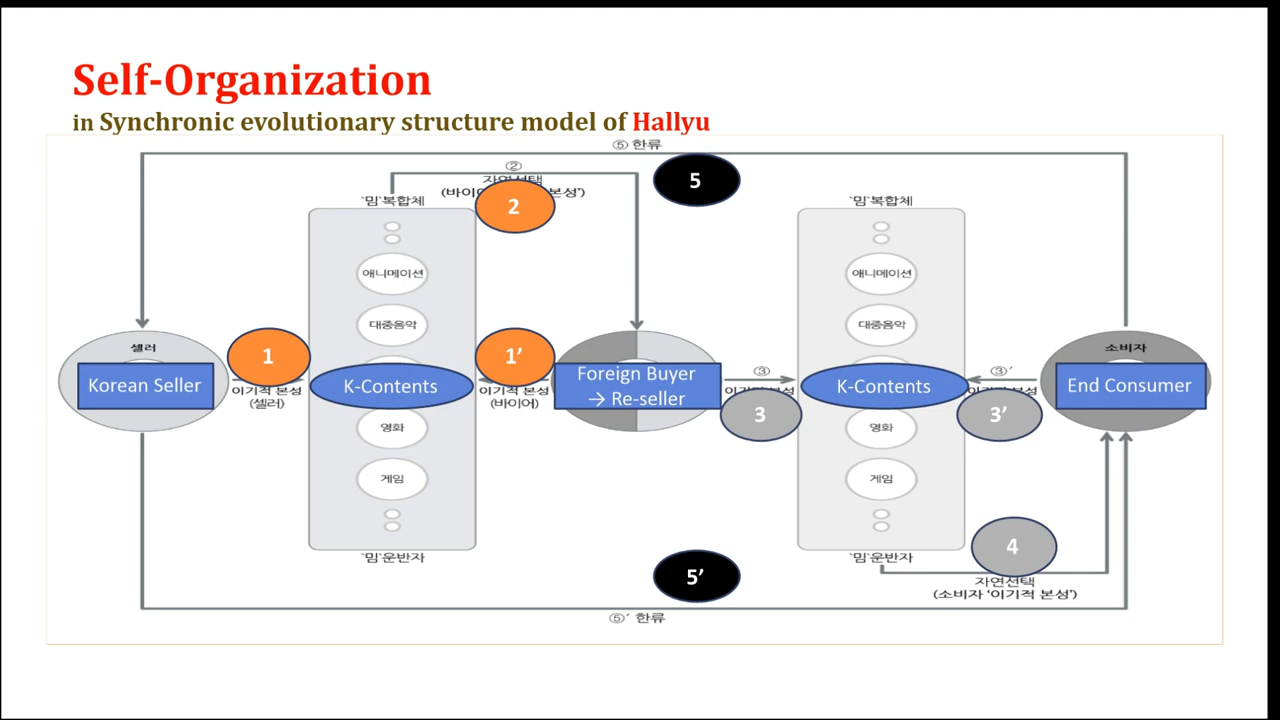 Self-Organization
in Synchronic evolutionary structure model of Hallyu
⑤ 한류
5
②
자연선택
(바이어 본성’)
2
‘밈‘복합체
애니메이션
대중음악
1
K-Contents
1′
이기적 본성
(셀러)
이기적 본성
(바이어)
영화
게임
‘밈‘운반자
셀러
Korean Seller
Foreign Buyer
→ Re-seller
③
3
‘밈‘복합체
애니메이션
대중음악
K-Contents
영화
게임
‘밈‘운반자
③′
3′
소비자
End Consumer
4
자연선택
(소비자 ‘이기적 본성’)
5′
⑤′ 한류